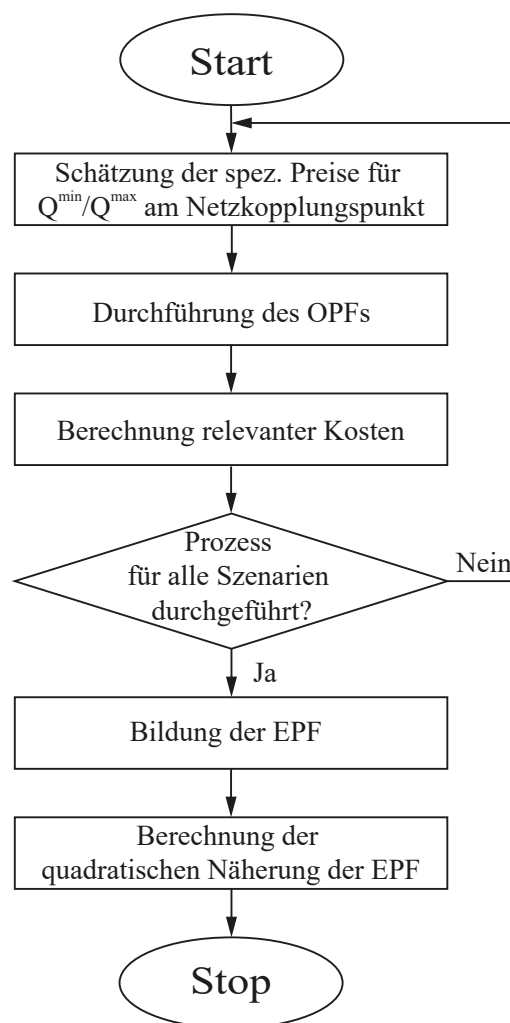 Start
Schätzung der spez. Preise für
Q^min/Q^max am Netzkopplungspunkt
Durchführung des OPFs
Berechnung relevanter Kosten
Prozess
für alle Szenarien
durchgeführt?
Nein
Ja
Bildung der EPF
Berechnung der
quadratischen Näherung der EPF
Stop